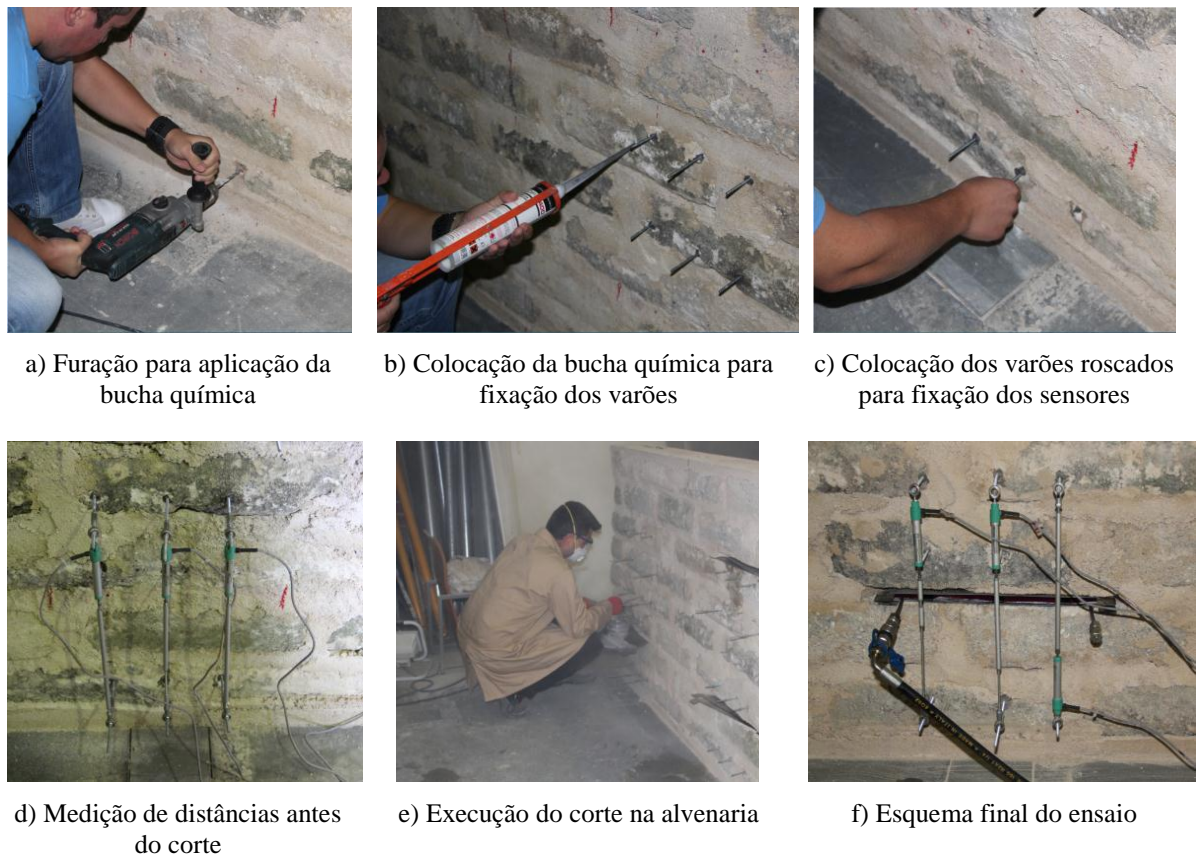 a) Furação para aplicação da
bucha química
b) Colocação da bucha química para
fixação dos varões
c) Colocação dos varões roscados
para fixação dos sensores
d) Medição de distâncias antes
do corte
e) Execução do corte na alvenaria
f) Esquema final do ensaio